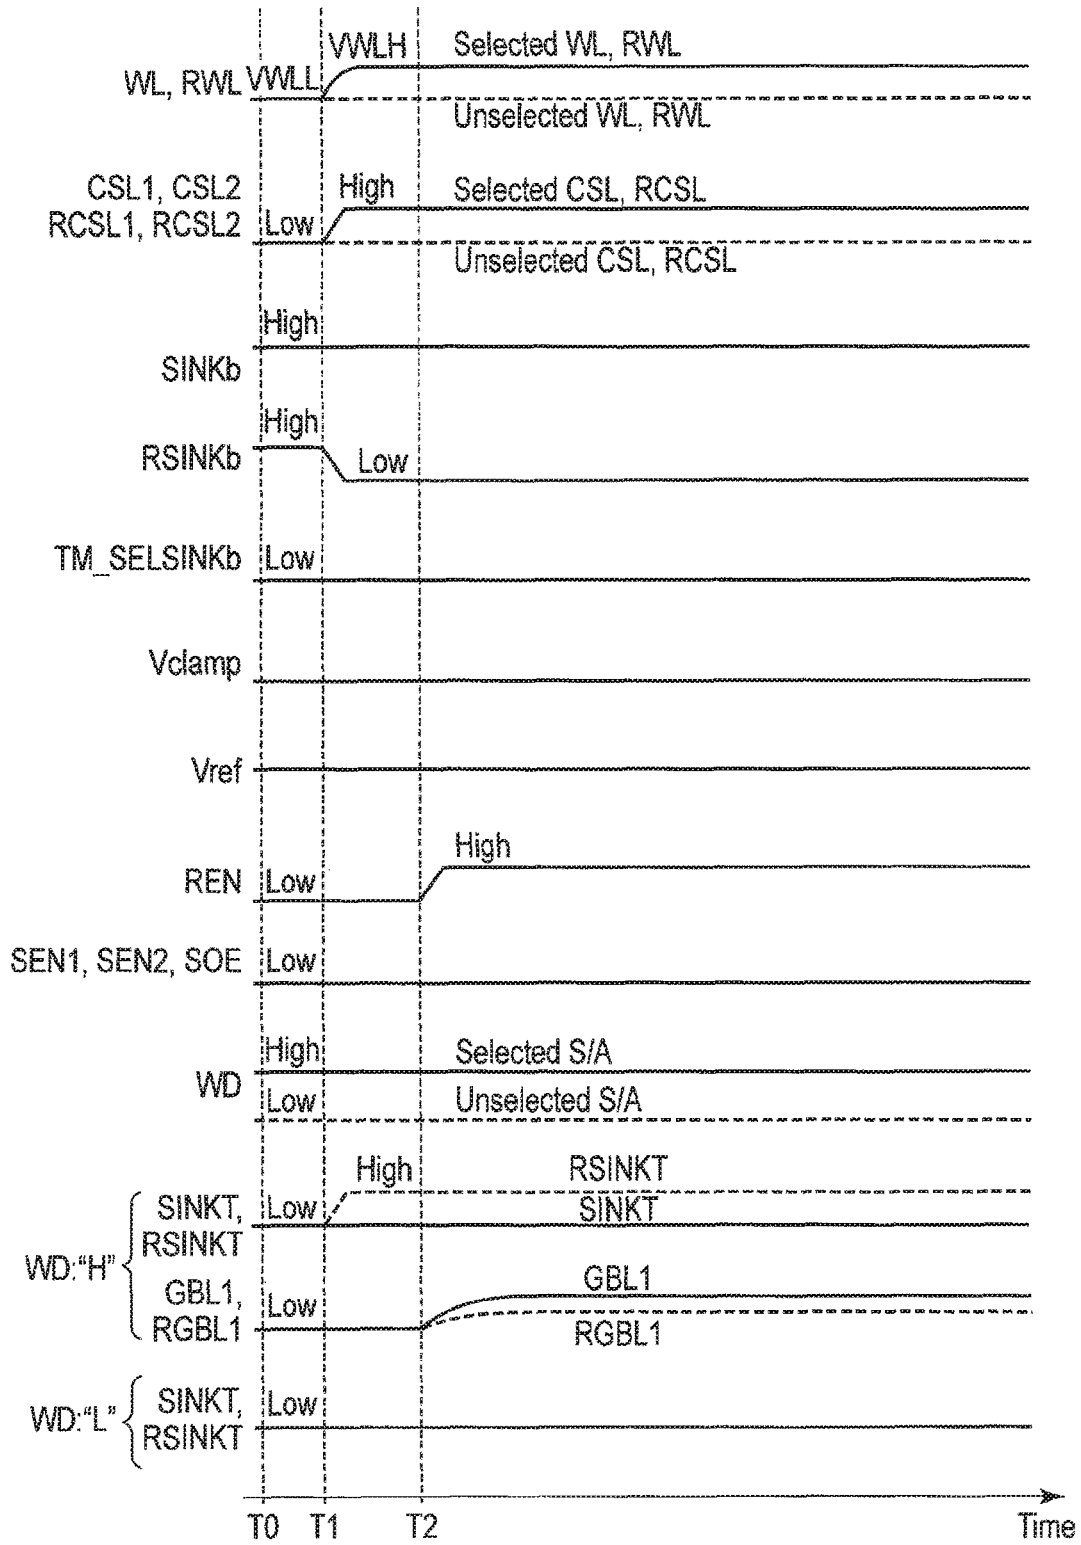 VWLH Selected WL, RWL
WL, RWL VWLL
Unselected WL, RWL
CSL1, CSL2 High Selected CSL, RCSL
RCSL1, RCSL2 Low
Unselected CSL, RCSL
High
SINKb
High
RSINKb Low
TM_SELSINKb Low
Vclamp
Vref
High
REN Low
SEN1, SEN2, SOE Low
High Selected S/A
WD
Low Unselected S/A
High RSINKT
SINKT, Low SINKT
RSINKT
WD:"H"
GBL1, Low GBL1
RGBL1 RGBL1
SINKT, Low
WD:"L"
RSINKT
T0 T1 T2 Time